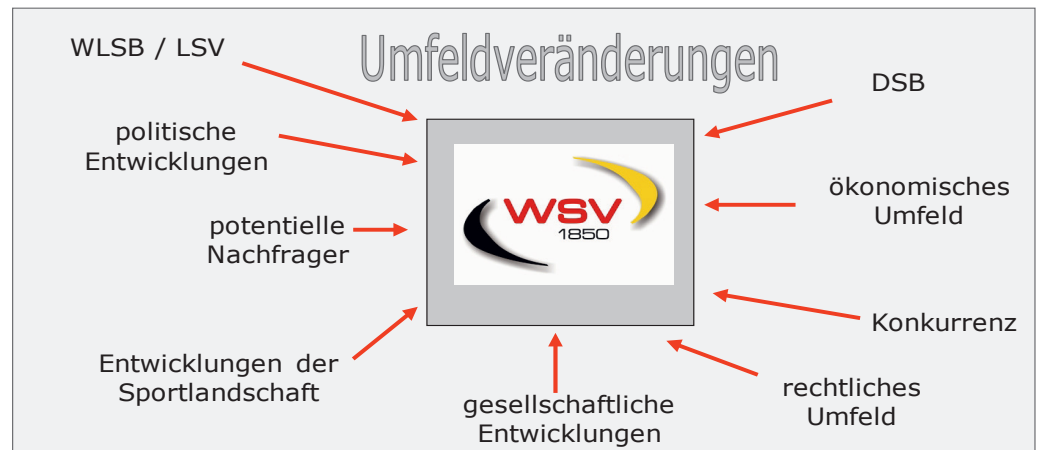 Umfeldveränderungen
WLSB / LSV
DSB
politische
Entwicklungen
ökonomisches
Umfeld
WSV
1850
potentielle
Nachfrager
Konkurrenz
Entwicklungen der
Sportlandschaft
rechtliches
Umfeld
gesellschaftliche
Entwicklungen